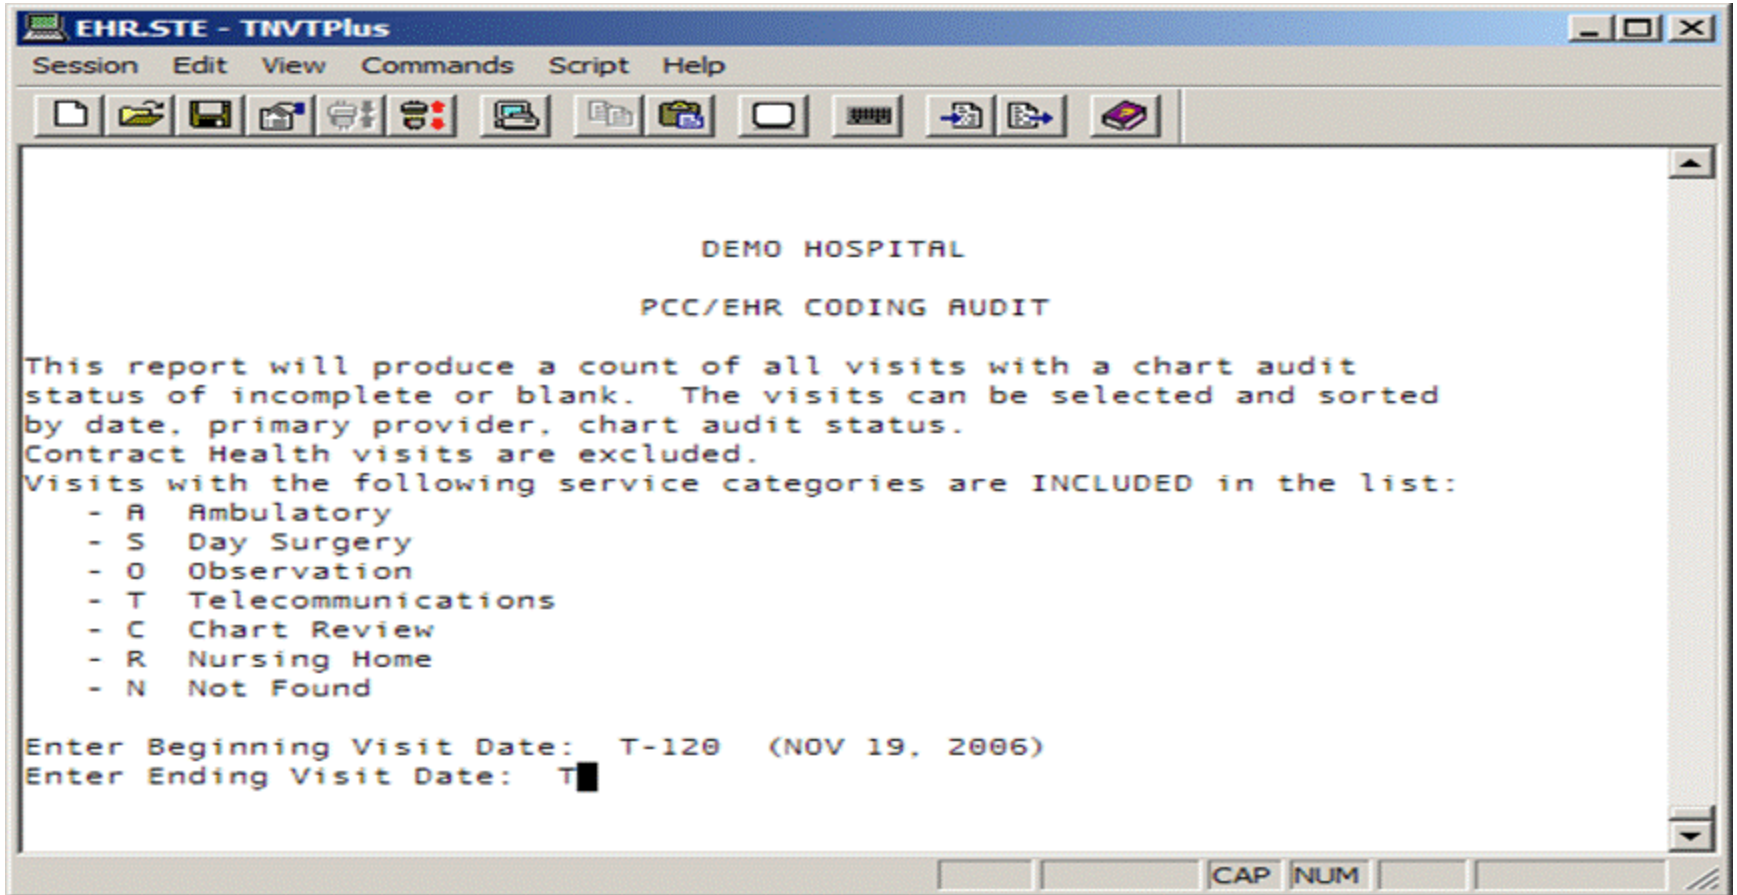 EHR.STE - TNVTPlus
Session Edit View Commands Script Help
DEMO HOSPITAL
PCC/EHR CODING AUDIT
This report will produce a count of all visits with a chart audit
status of incomplete or blank.  The visits can be selected and sorted
by date, primary provider, chart audit status.
Contract Health visits are excluded.
Visits with the following service categories are INCLUDED in the list:
- A  Ambulatory
- S  Day Surgery
- O  Observation
- T  Telecommunications
- C  Chart Review
- R  Nursing Home
- N  Not Found
Enter Beginning Visit Date:  T-120  (NOV 19, 2006)
Enter Ending Visit Date:  T
CAP NUM